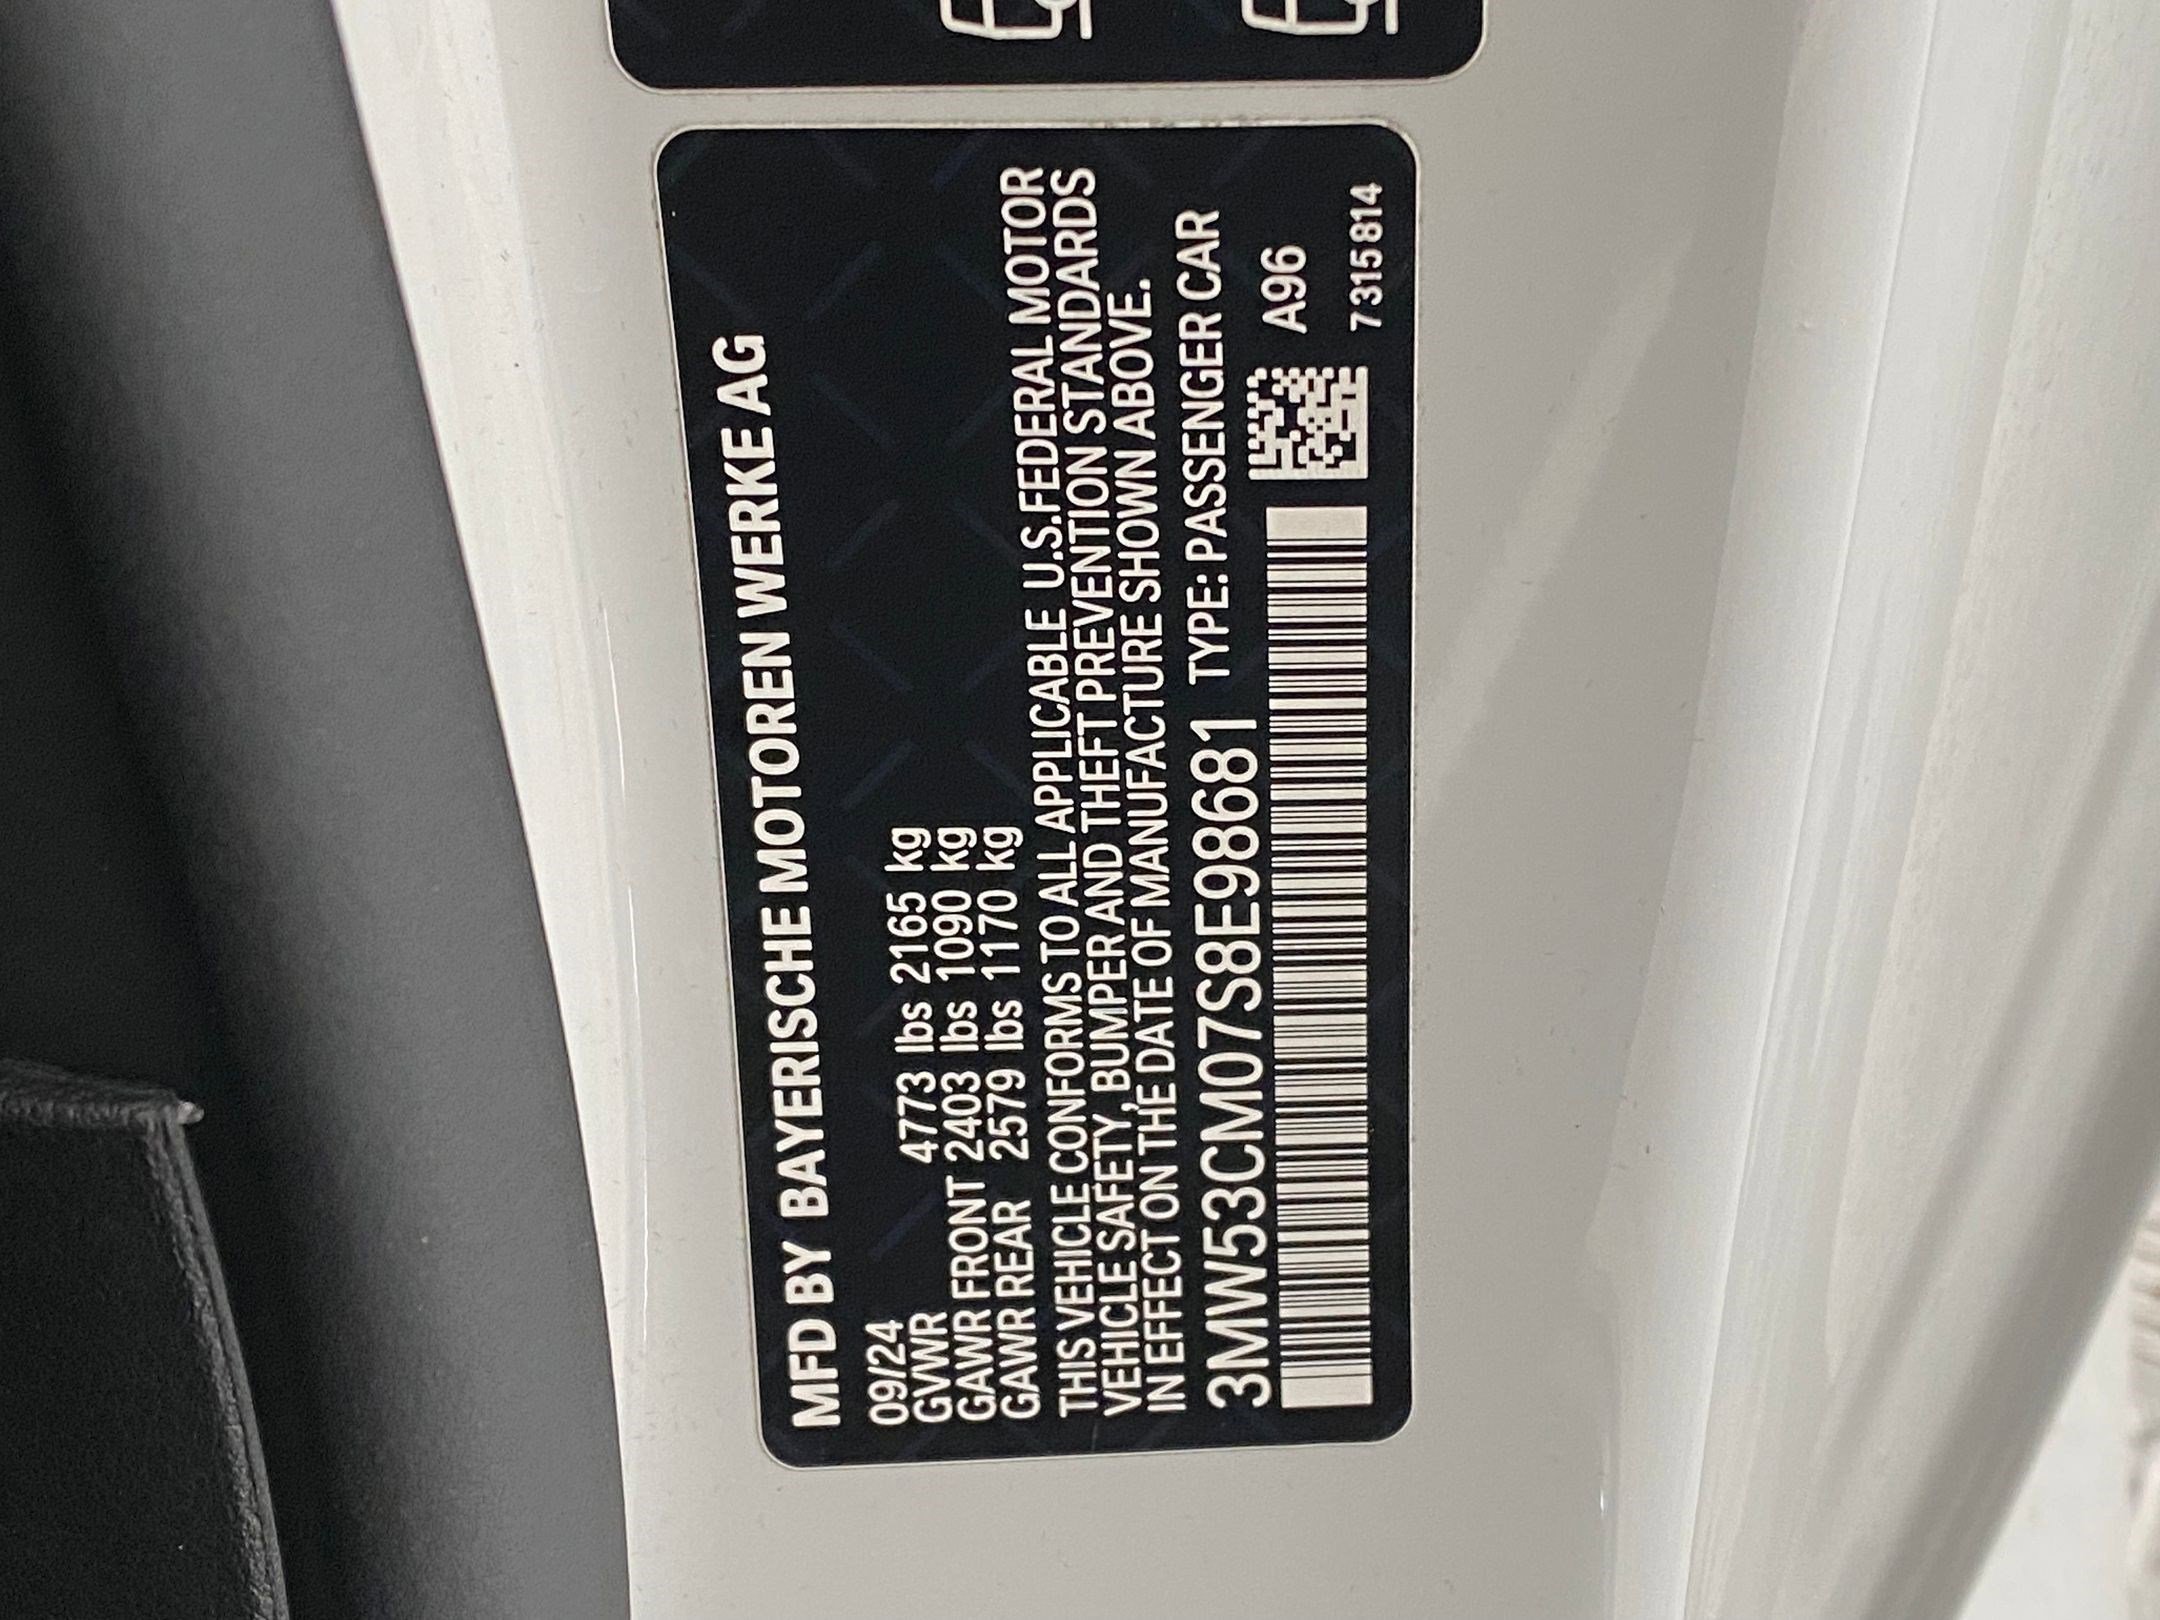 MFD BY BAYERISCHE MOTOREN WERKE AG
09/24
GVWR 4773 lbs 2165 kg
GAWR FRONT 2403 lbs 1090 kg
GAWR REAR 2579 lbs 1170 kg
THIS VEHICLE CONFORMS TO ALL APPLICABLE U.S.FEDERAL MOTOR
VEHICLE SAFETY, BUMPER AND THEFT PREVENTION STANDARDS
IN EFFECT ON THE DATE OF MANUFACTURE SHOWN ABOVE.
3MW53CM07S8E98681 TYPE: PASSENGER CAR
A96
7315814